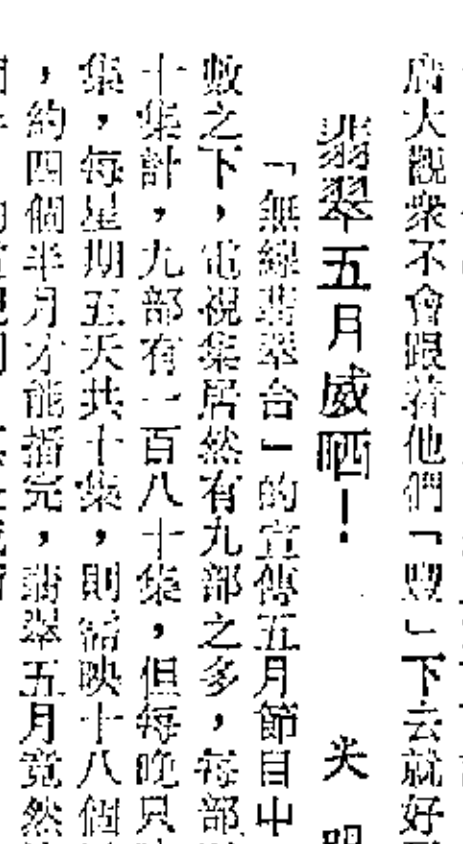 廣大觀衆不會跟着他們「豐」下去就好
翡翠五月威哂!
「無線翡翠台」的宣傳五月節目中
數之下,電視集居然有九部之多,每部
十集計,九部有一百八十集,但每晚只
集,每星期五天共十集,則需映十八個
,約四個半月才能播完,翡翠五月竟然